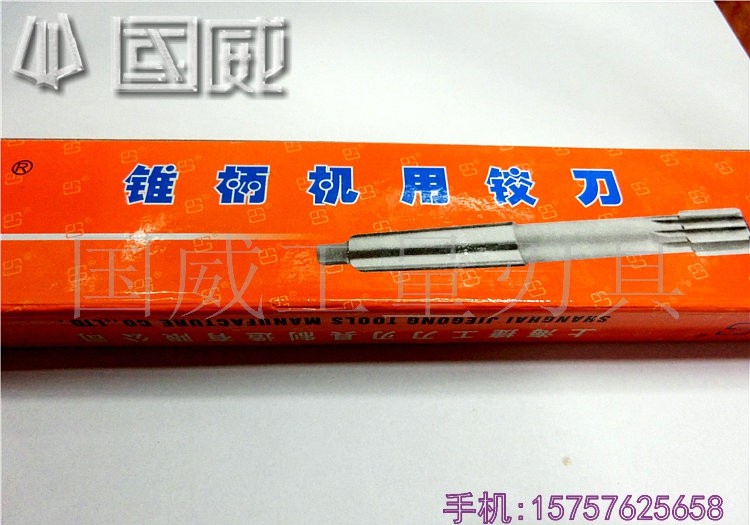 国威
®
锥柄机用铰刀
国威工量刃具
SHANGHAI JIEGONG TOOLS MANUFACTURE CO.,LTD.
上海捷工刀刃具制造有限公司
手机:15757625658